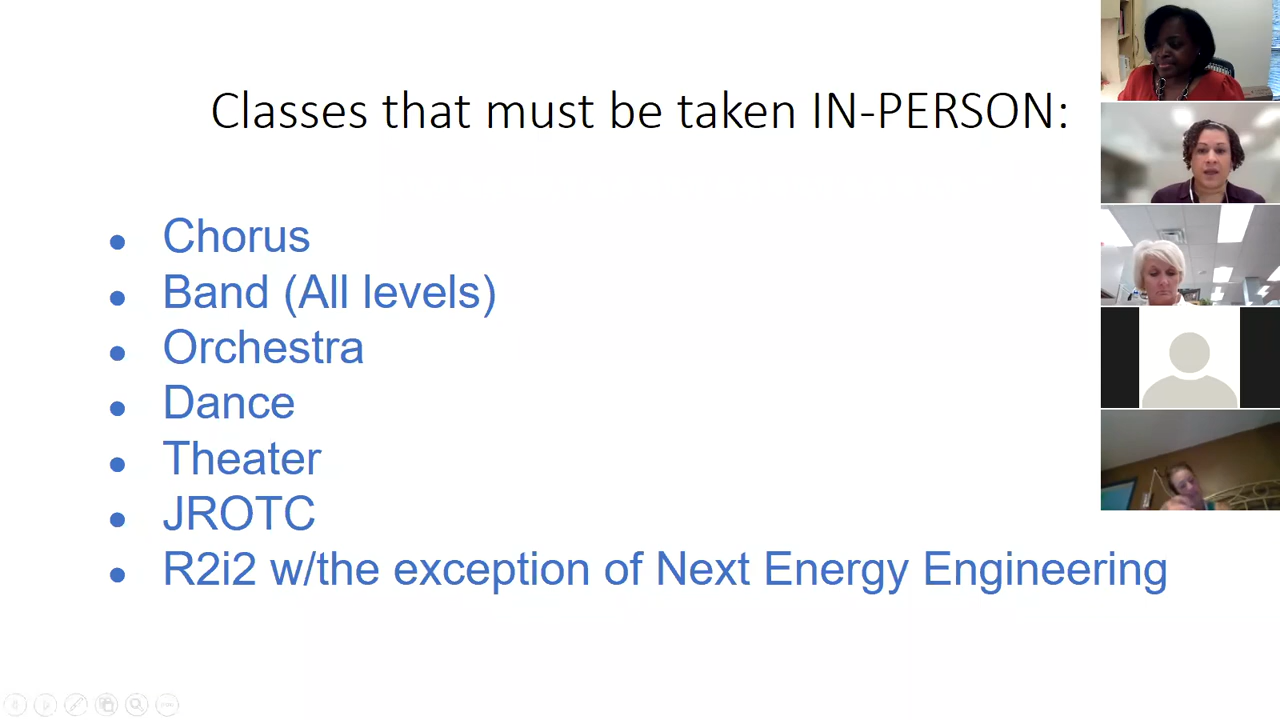 Classes that must be taken IN-PERSON:
● Chorus
● Band (All levels)
● Orchestra
● Dance
● Theater
● JROTC
● R2i2 w/the exception of Next Energy Engineering